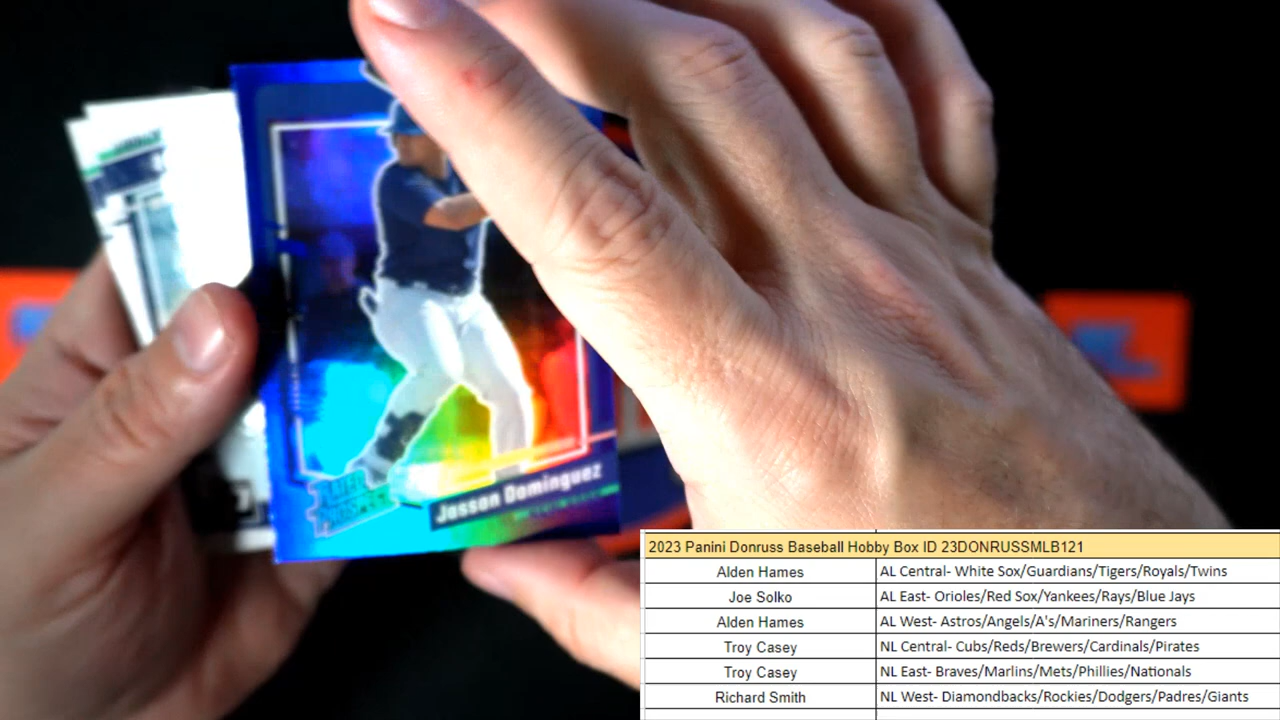 RATED
PROSPECT
Jasson Dominguez
2023 Panini Donruss Baseball Hobby Box ID 23DONRUSSMLB121
Alden Hames AL Central- White Sox/Guardians/Tigers/Royals/Twins
Joe Solko AL East- Orioles/Red Sox/Yankees/Rays/Blue Jays
Alden Hames AL West- Astros/Angels/A's/Mariners/Rangers
Troy Casey NL Central- Cubs/Reds/Brewers/Cardinals/Pirates
Troy Casey NL East- Braves/Marlins/Mets/Phillies/Nationals
Richard Smith NL West- Diamondbacks/Rockies/Dodgers/Padres/Giants